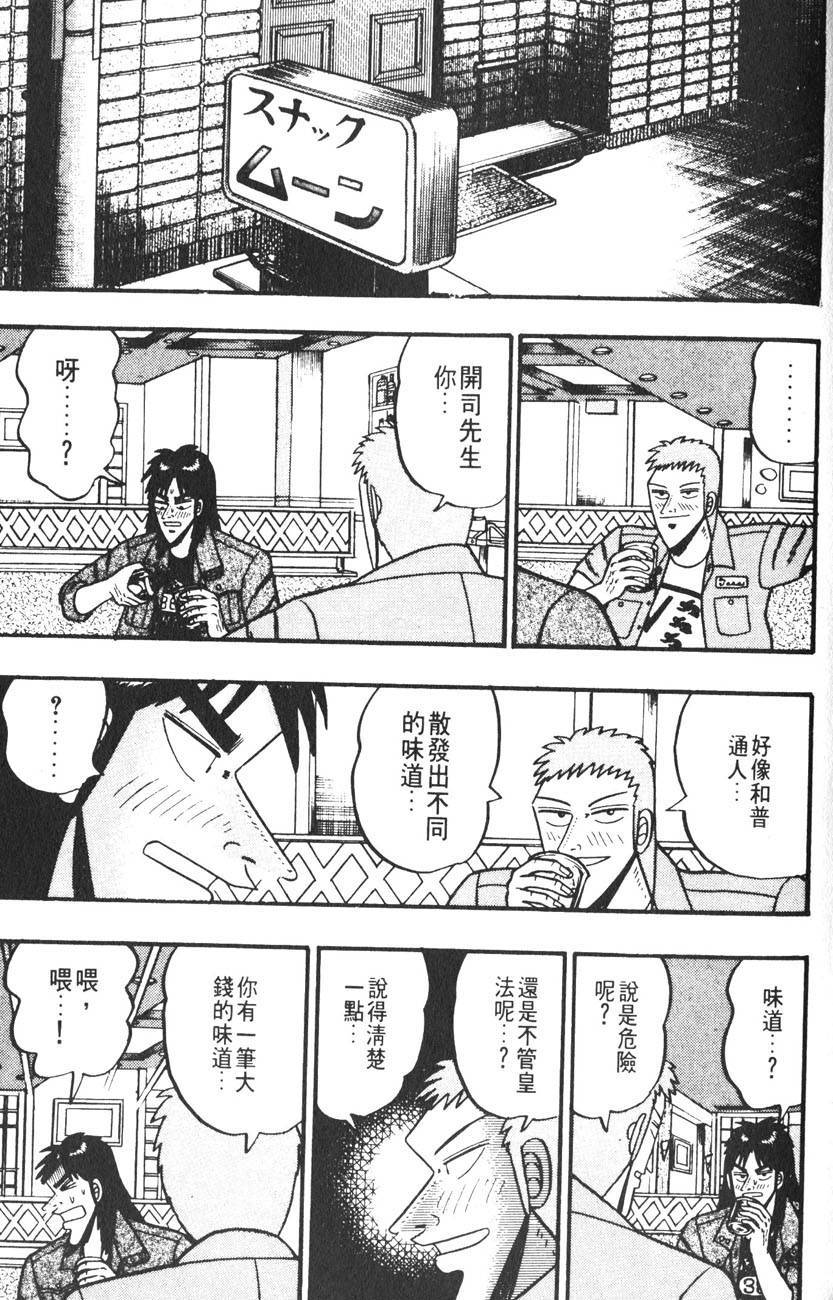 スナック
ムーン
……
開司先生
你…
呀……？
好像和普
通人…
散發出不同
的味道…
？……
味道…？
說是危險
呢？
還是不管皇
法呢…？
說得清楚
一點…
你有一筆大
錢的味道…
喂，
喂…！